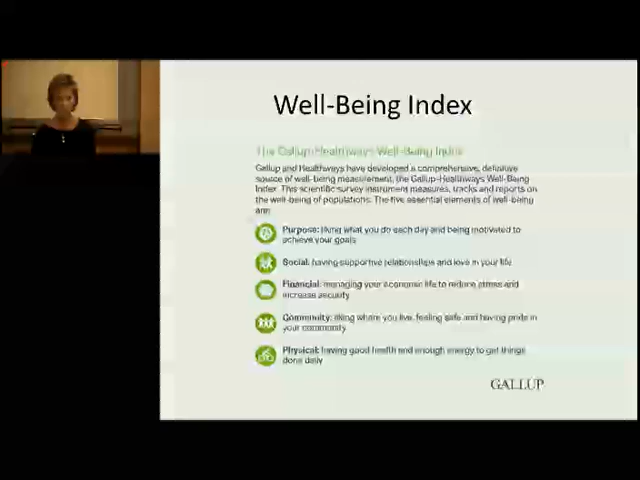 Well-Being Index
The Gallup-Healthways Well-Being Index
Gallup and Healthways have developed a comprehensive, definitive
source of well-being measurement, the Gallup-Healthways Well-Being
Index. This scientific survey instrument measures, tracks and reports on
the well-being of populations. The five essential elements of well-being
are:
Purpose: liking what you do each day and being motivated to
achieve your goals
Social: having supportive relationships and love in your life
Financial: managing your economic life to reduce stress and
increase security
Community: liking where you live, feeling safe and having pride in
your community
Physical: having good health and enough energy to get things
done daily
GALLUP